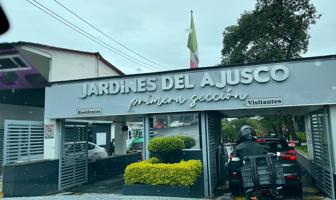 JARDINES DEL AJUSCO
primera sección
Residentes
Visitantes